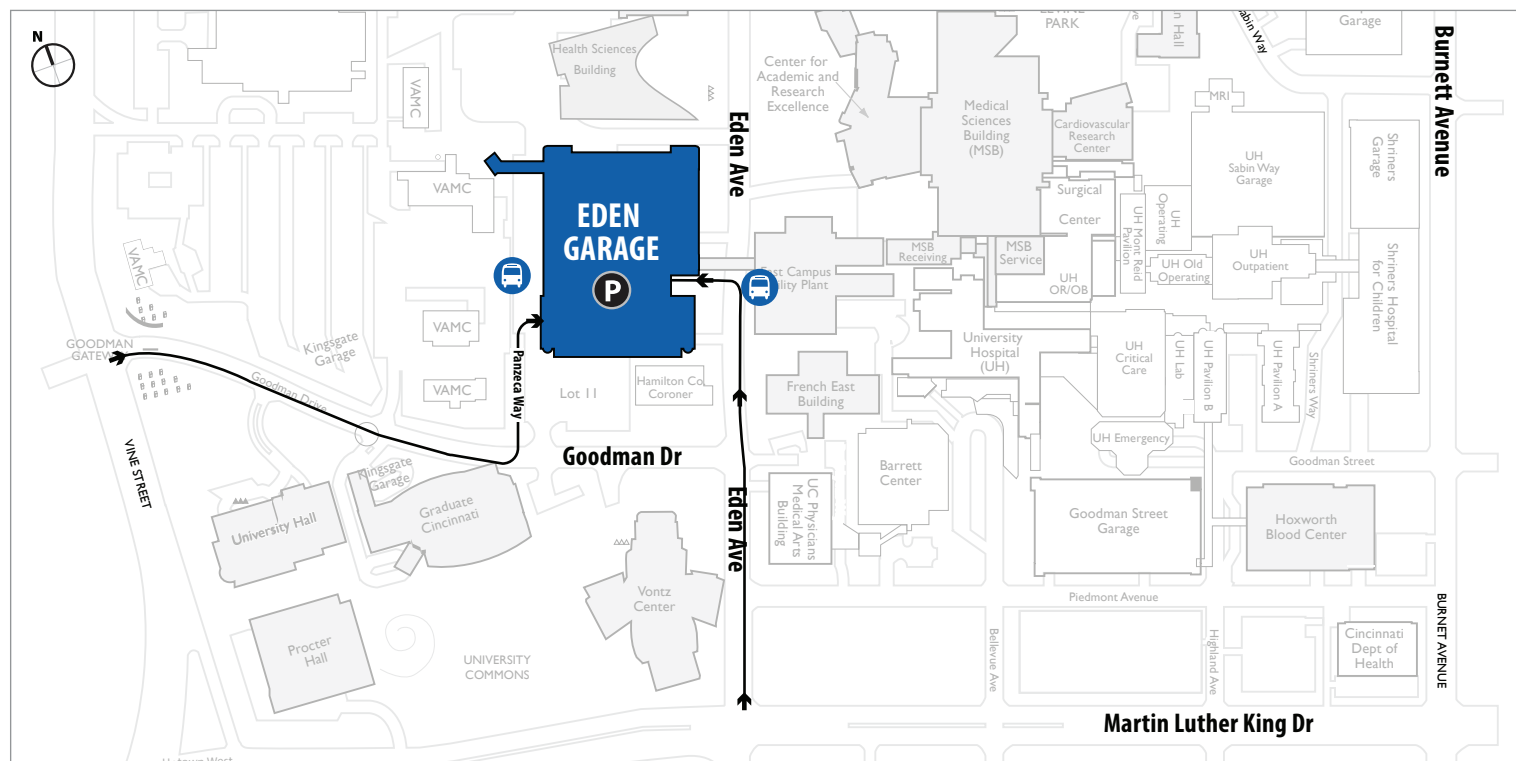 N
Health Sciences
Building
VAMC
Eden Ave
Center for
Academic and
Research
Excellence
PARK
Medical
Sciences
Building
(MSB)
Cardiovascular
Research
Center
Hall
Sabin Way
Garage
Burnett Avenue
MRI
UH
Sabin Way
Garage
Shriners
Garage
VAMC
EDEN
GARAGE
P
Surgical
Center
UH
Operating
UH Mont Reid
Pavilion
MSB
Receiving
MSB
Service
UH
OR/OB
UH Old
Operating
UH
Outpatient
Shriners Hospital
for Children
VAMC
East Campus
Utility Plant
GOODMAN
GATEWAY
Kingsgate
Garage
VAMC
Goodman Drive
VAMC
Panzeca Way
Lot 11
Hamilton Co.
Coroner
French East
Building
University
Hospital
(UH)
UH
Critical
Care
UH Lab
UH Pavilion B
UH Pavilion A
Shriners Way
UH Emergency
VINE STREET
Goodman Dr
Kingsgate
Garage
Graduate
Cincinnati
University Hall
Eden Ave
UC Physicians
Medical Arts
Building
Barrett
Center
Goodman Street
Goodman Street
Garage
Hoxworth
Blood Center
Vontz
Center
Piedmont Avenue
Procter
Hall
UNIVERSITY
COMMONS
Bellevue Ave
Highland Ave
Cincinnati
Dept of
Health
BURNET AVENUE
Martin Luther King Dr